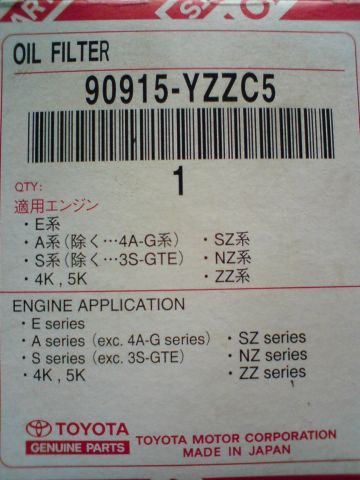 OIL FILTER
90915-YZZC5
QTY: 1
適用エンジン
・E系
・A系(除く…4A-G系) ・SZ系
・S系(除く…3S-GTE) ・NZ系
・4K , 5K ・ZZ系
ENGINE APPLICATION
・E series
・A series (exc. 4A-G series) ・SZ series
・S series (exc. 3S-GTE) ・NZ series
・4K, 5K ・ZZ series
TOYOTA
GENUINE PARTS
TOYOTA MOTOR CORPORATION
MADE IN JAPAN